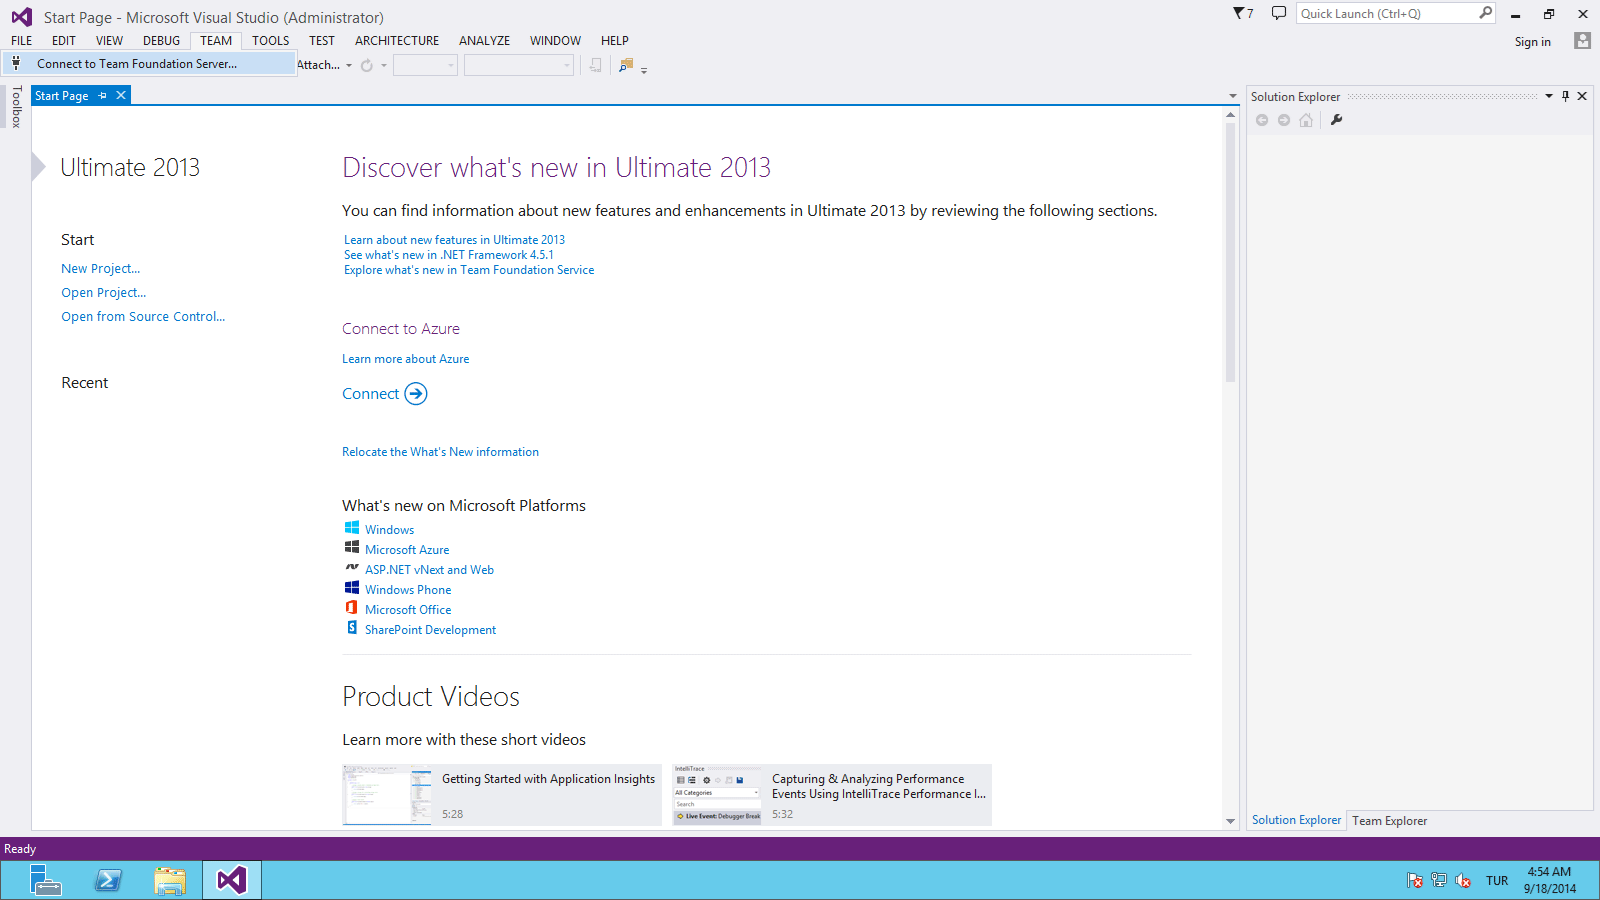 Start Page - Microsoft Visual Studio (Administrator)
7
Quick Launch (Ctrl+Q)
FILE EDIT VIEW DEBUG TEAM TOOLS TEST ARCHITECTURE ANALYZE WINDOW HELP
Sign in
Connect to Team Foundation Server...
Attach...
Toolbox
Start Page
Solution Explorer
Ultimate 2013
Start
New Project...
Open Project...
Open from Source Control...
Recent
Discover what's new in Ultimate 2013
You can find information about new features and enhancements in Ultimate 2013 by reviewing the following sections.
Learn about new features in Ultimate 2013
See what's new in .NET Framework 4.5.1
Explore what's new in Team Foundation Service
Connect to Azure
Learn more about Azure
Connect
Relocate the What's New information
What's new on Microsoft Platforms
Windows
Microsoft Azure
ASP.NET vNext and Web
Windows Phone
Microsoft Office
SharePoint Development
Product Videos
Learn more with these short videos
Getting Started with Application Insights
5:28
IntelliTrace
All Categories
Search
Live Event: Debugger Break
Capturing & Analyzing Performance
Events Using IntelliTrace Performance I...
5:32
Solution Explorer
Team Explorer
Ready
TUR
4:54 AM
9/18/2014